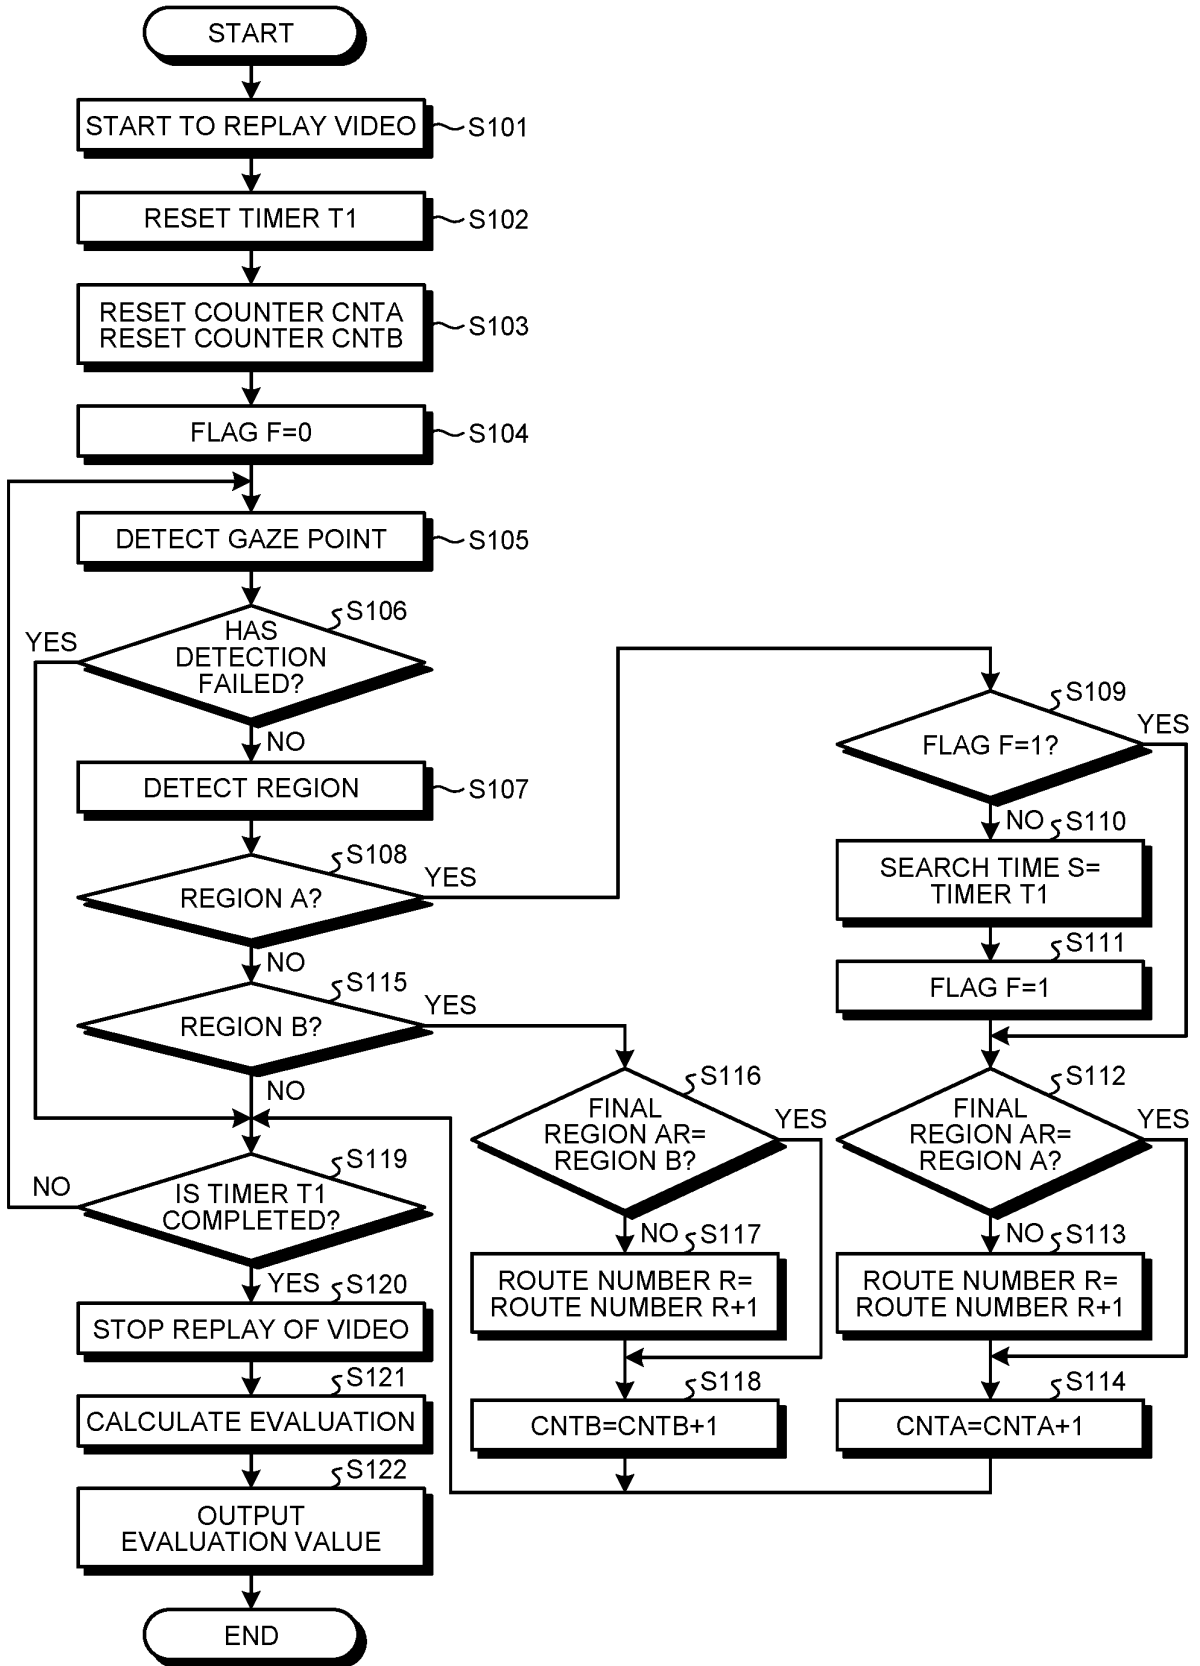 START
START TO REPLAY VIDEO
S101
RESET TIMER T1
S102
RESET COUNTER CNTA
RESET COUNTER CNTB
S103
FLAG F=0
S104
DETECT GAZE POINT
S105
S106
YES
HAS
DETECTION
FAILED?
NO
DETECT REGION
S107
S108
REGION A?
YES
NO
S109
FLAG F=1?
YES
NO
S110
SEARCH TIME S=
TIMER T1
S111
FLAG F=1
S112
FINAL
REGION AR=
REGION A?
YES
NO
S113
ROUTE NUMBER R=
ROUTE NUMBER R+1
S114
CNTA=CNTA+1
S115
REGION B?
YES
NO
S116
FINAL
REGION AR=
REGION B?
YES
NO
S117
ROUTE NUMBER R=
ROUTE NUMBER R+1
S118
CNTB=CNTB+1
S119
NO
IS TIMER T1
COMPLETED?
YES
S120
STOP REPLAY OF VIDEO
S121
CALCULATE EVALUATION
S122
OUTPUT
EVALUATION VALUE
END